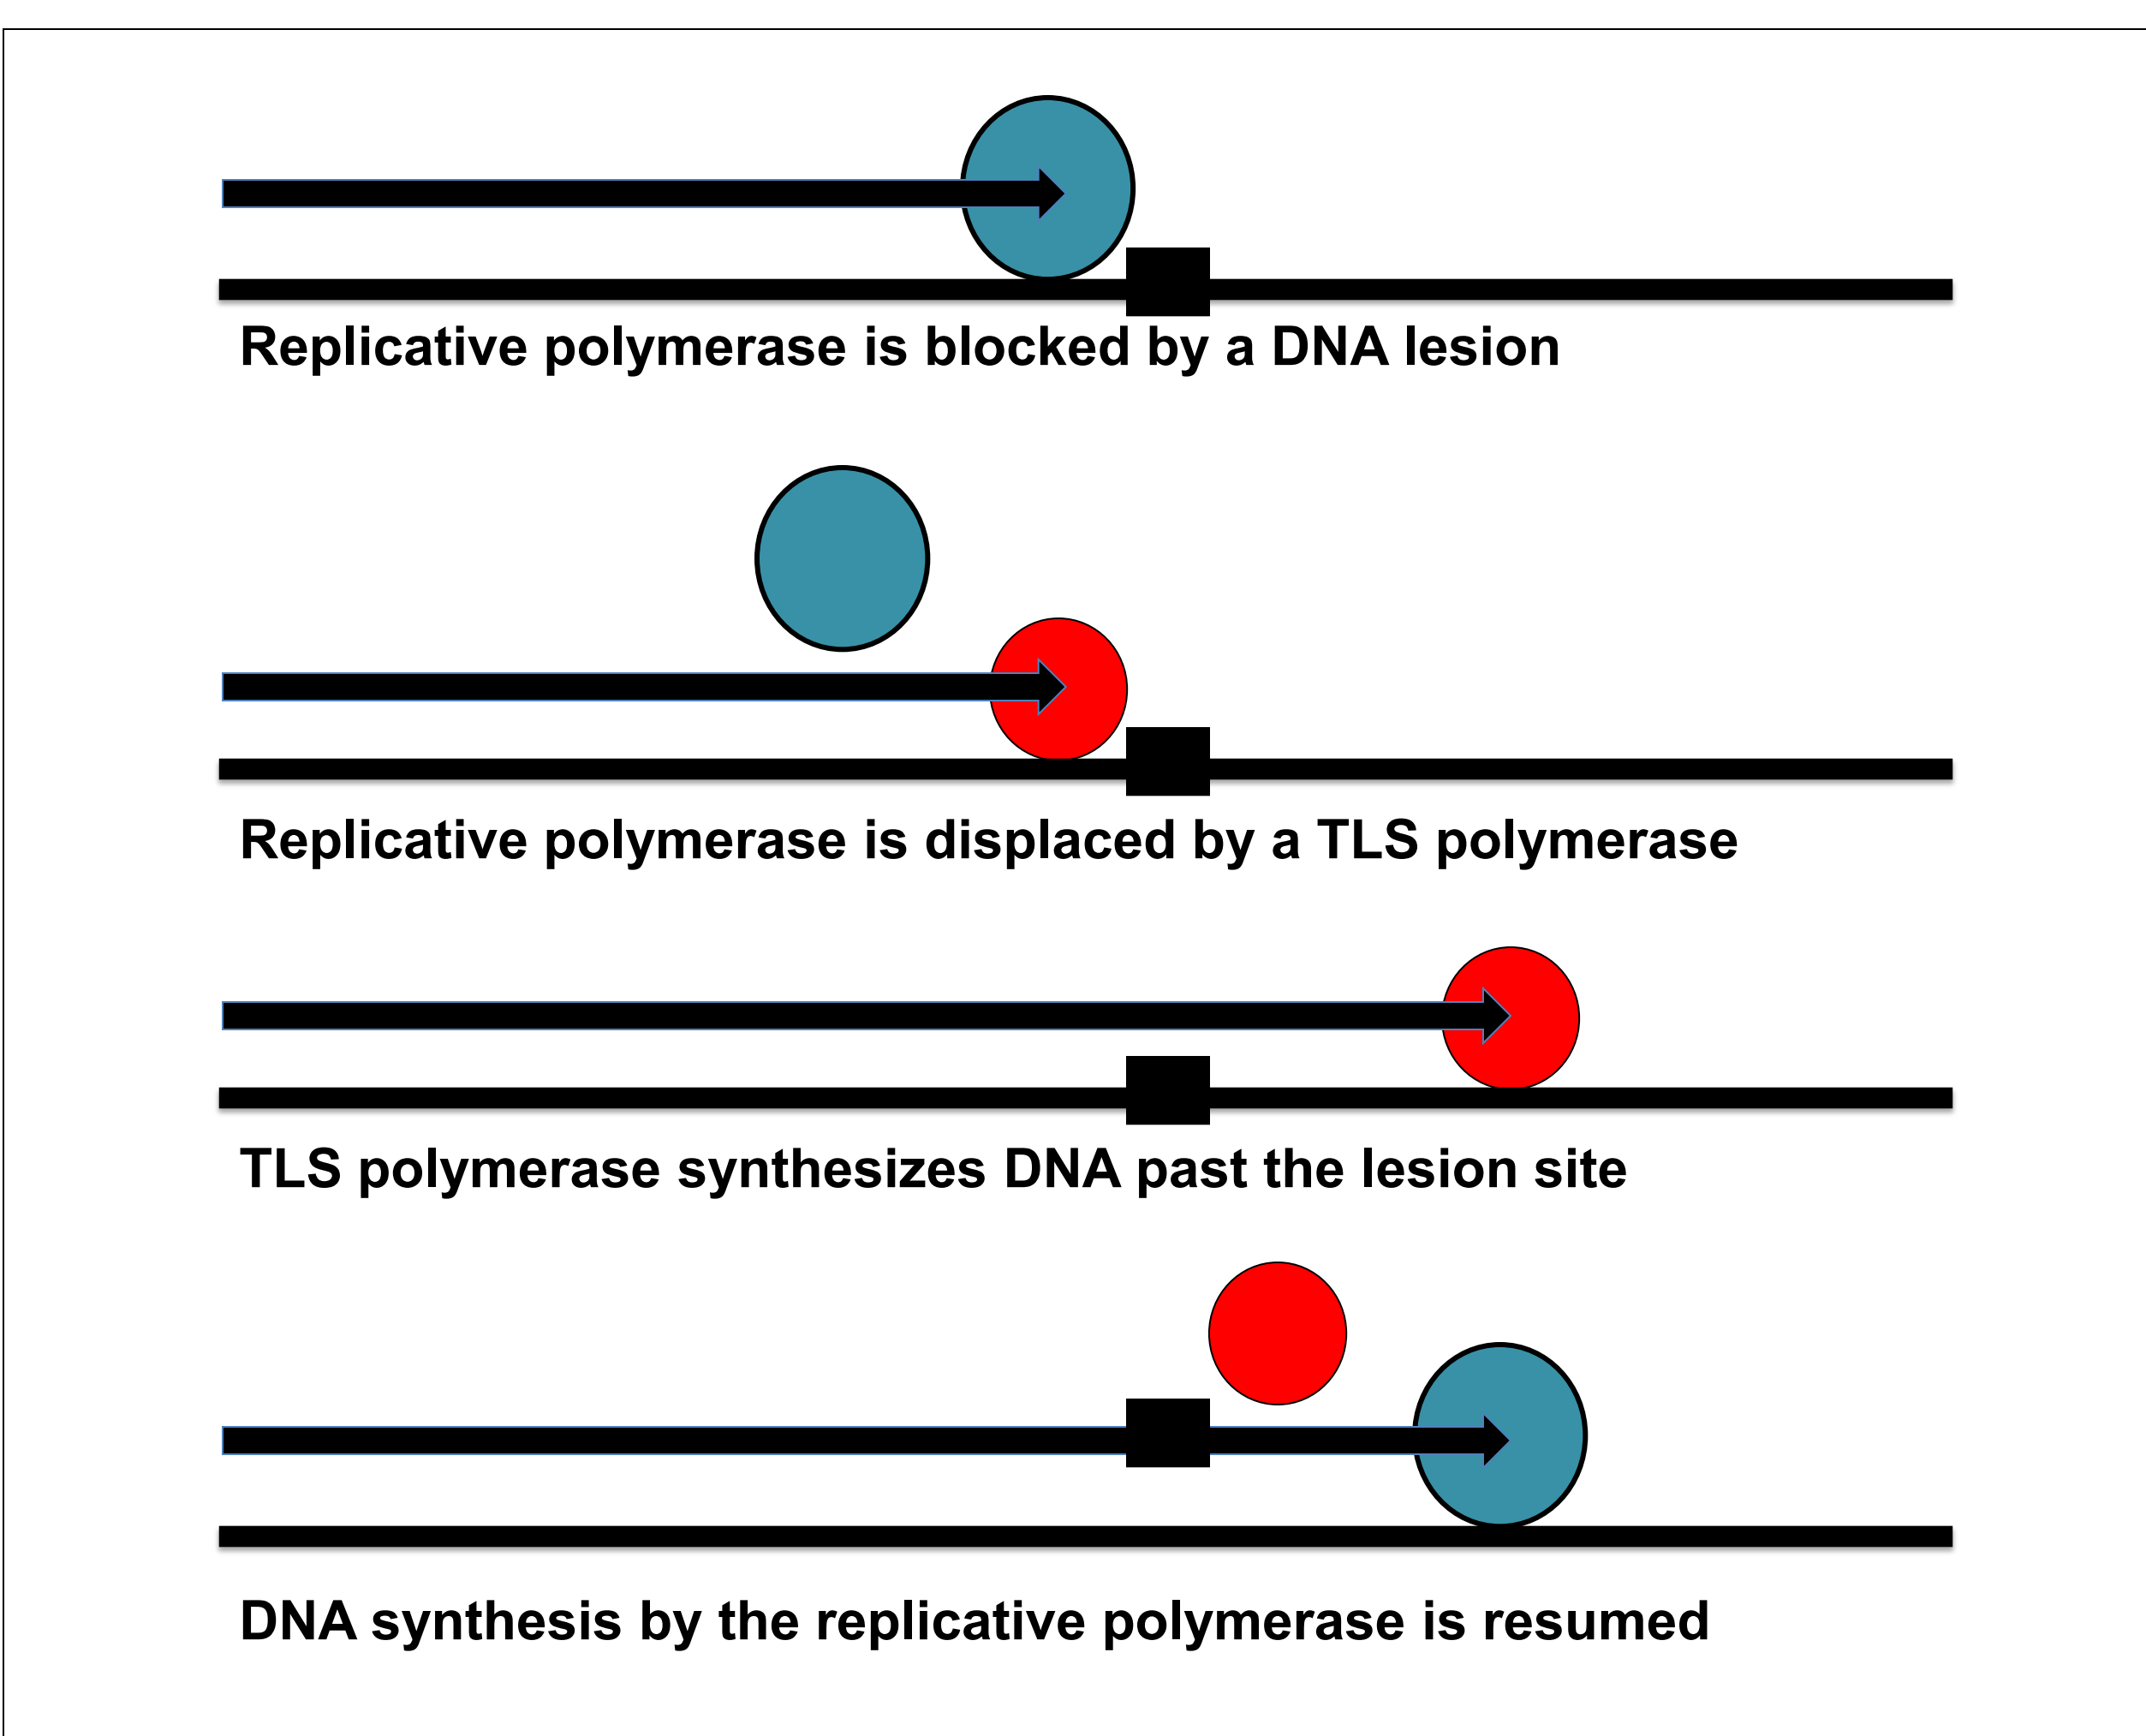 Replicative polymerase is blocked by a DNA lesion
Replicative polymerase is displaced by a TLS polymerase
TLS polymerase synthesizes DNA past the lesion site
DNA synthesis by the replicative polymerase is resumed